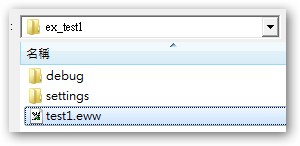 : ex_test1
名稱
debug
settings
test1.eww